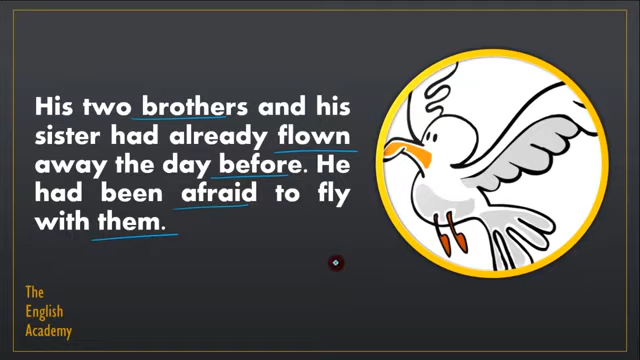 His two brothers and his
sister had already flown
away the day before. He
had been afraid to fly
with them.
The
English
Academy